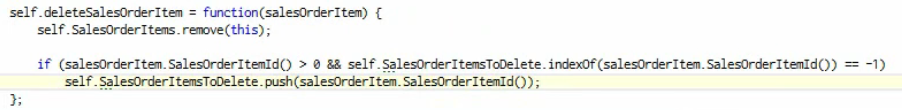 self.deleteSalesOrderItem = function(salesOrderItem) {
    self.SalesOrderItems.remove(this);

    if (salesOrderItem.SalesOrderItemId() > 0 && self.SalesOrderItemsToDelete.indexOf(salesOrderItem.SalesOrderItemId()) == -1)
        self.SalesOrderItemsToDelete.push(salesOrderItem.SalesOrderItemId());
};